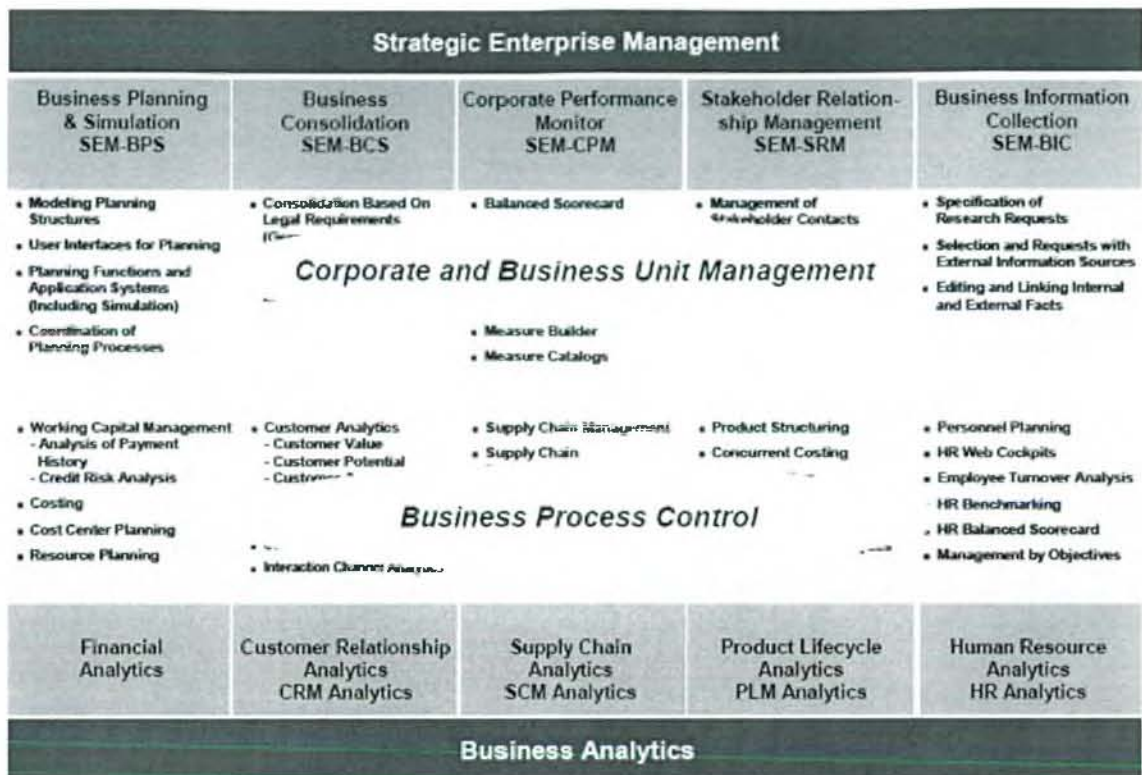 Strategic Enterprise Management
Business Planning
& Simulation
SEM-BPS
Business
Consolidation
SEM-BCS
Corporate Performance
Monitor
SEM-CPM
Stakeholder Relation-
ship Management
SEM-SRM
Business Information
Collection
SEM-BIC
• Modeling Planning
Structures
• User Interfaces for Planning
• Planning Functions and
Application Systems
(Including Simulation)
• Coordination of
Planning Processes
• Consolidation Based On
Legal Requirements
• Balanced Scorecard
• Measure Builder
• Measure Catalogs
• Management of
Stakeholder Contacts
• Specification of
Research Requests
• Selection and Requests with
External Information Sources
• Editing and Linking Internal
and External Facts
Corporate and Business Unit Management
• Working Capital Management
- Analysis of Payment
History
- Credit Risk Analysis
• Costing
• Cost Center Planning
• Resource Planning
• Customer Analytics
- Customer Value
- Customer Potential
- Customer
• Interaction Channel Analytics
• Supply Chain Management
• Supply Chain
• Product Structuring
• Concurrent Costing
• Personnel Planning
• HR Web Cockpits
• Employee Turnover Analysis
• HR Benchmarking
• HR Balanced Scorecard
• Management by Objectives
Business Process Control
Financial
Analytics
Customer Relationship
Analytics
CRM Analytics
Supply Chain
Analytics
SCM Analytics
Product Lifecycle
Analytics
PLM Analytics
Human Resource
Analytics
HR Analytics
Business Analytics